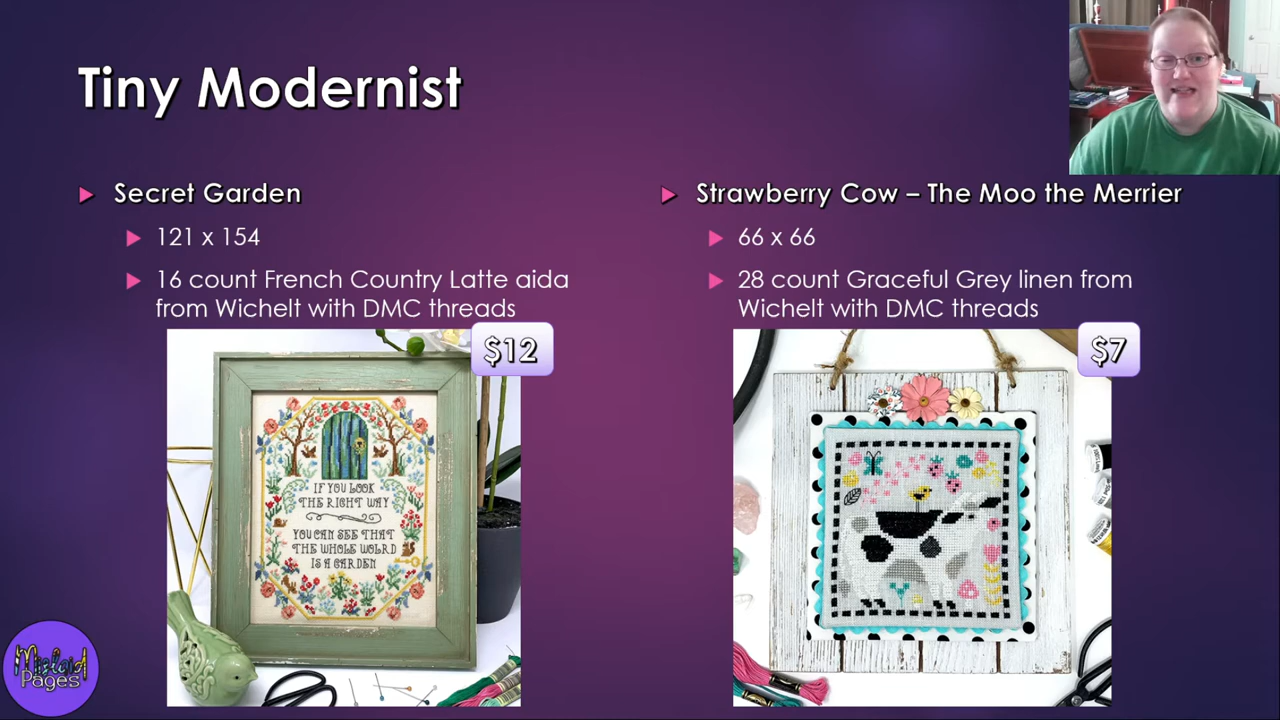 Tiny Modernist
Secret Garden
121 x 154
16 count French Country Latte aida
from Wichelt with DMC threads
$12
IF YOU LOOK
THE RIGHT WAY
YOU CAN SEE THAT
THE WHOLE WOLRD
IS A GARDEN
Strawberry Cow – The Moo the Merrier
66 x 66
28 count Graceful Grey linen from
Wichelt with DMC threads
$7
Pages